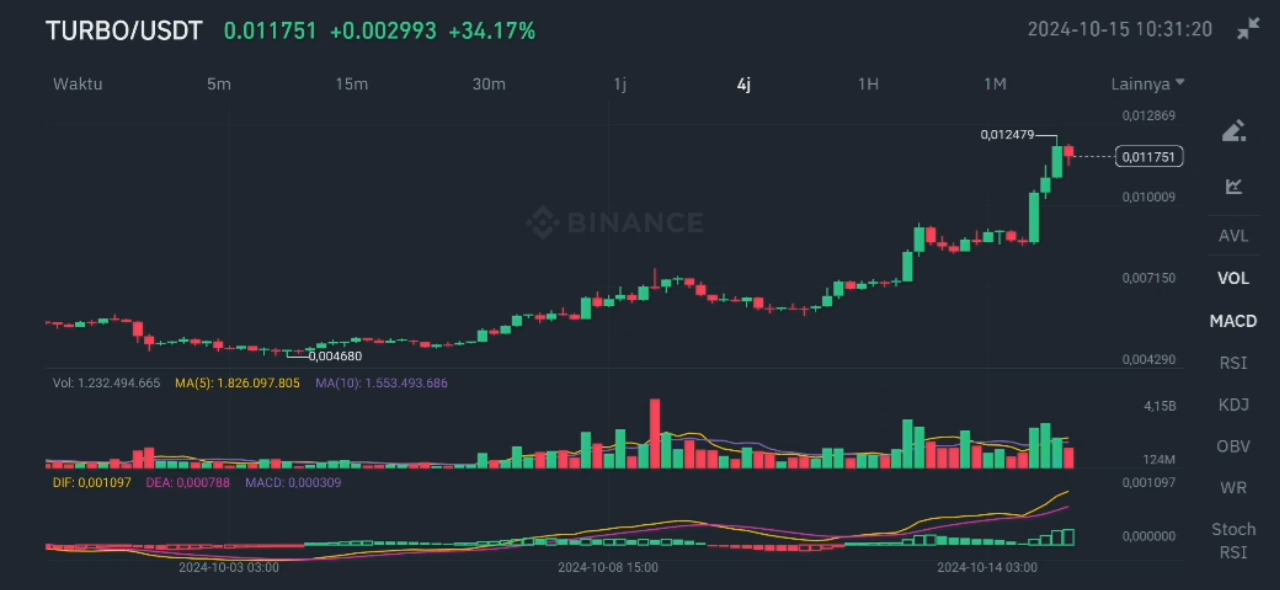 TURBO/USDT 0.011751 +0.002993 +34.17% 2024-10-15 10:31:20
Waktu 5m 15m 30m 1j 4j 1H 1M Lainnya
0,012869
0,012479
0,011751
0,010009
BINANCE
AVL
0,007150
VOL
MACD
0,004680
0,004290
RSI
Vol: 1.232.494.665 MA(5): 1.826.097.805 MA(10): 1.553.493.686
4,15B
KDJ
OBV
124M
DIF: 0,001097 DEA: 0,000788 MACD: 0,000309
0,001097
WR
0,000000
Stoch
RSI
2024-10-03 03:00 2024-10-08 15:00 2024-10-14 03:00